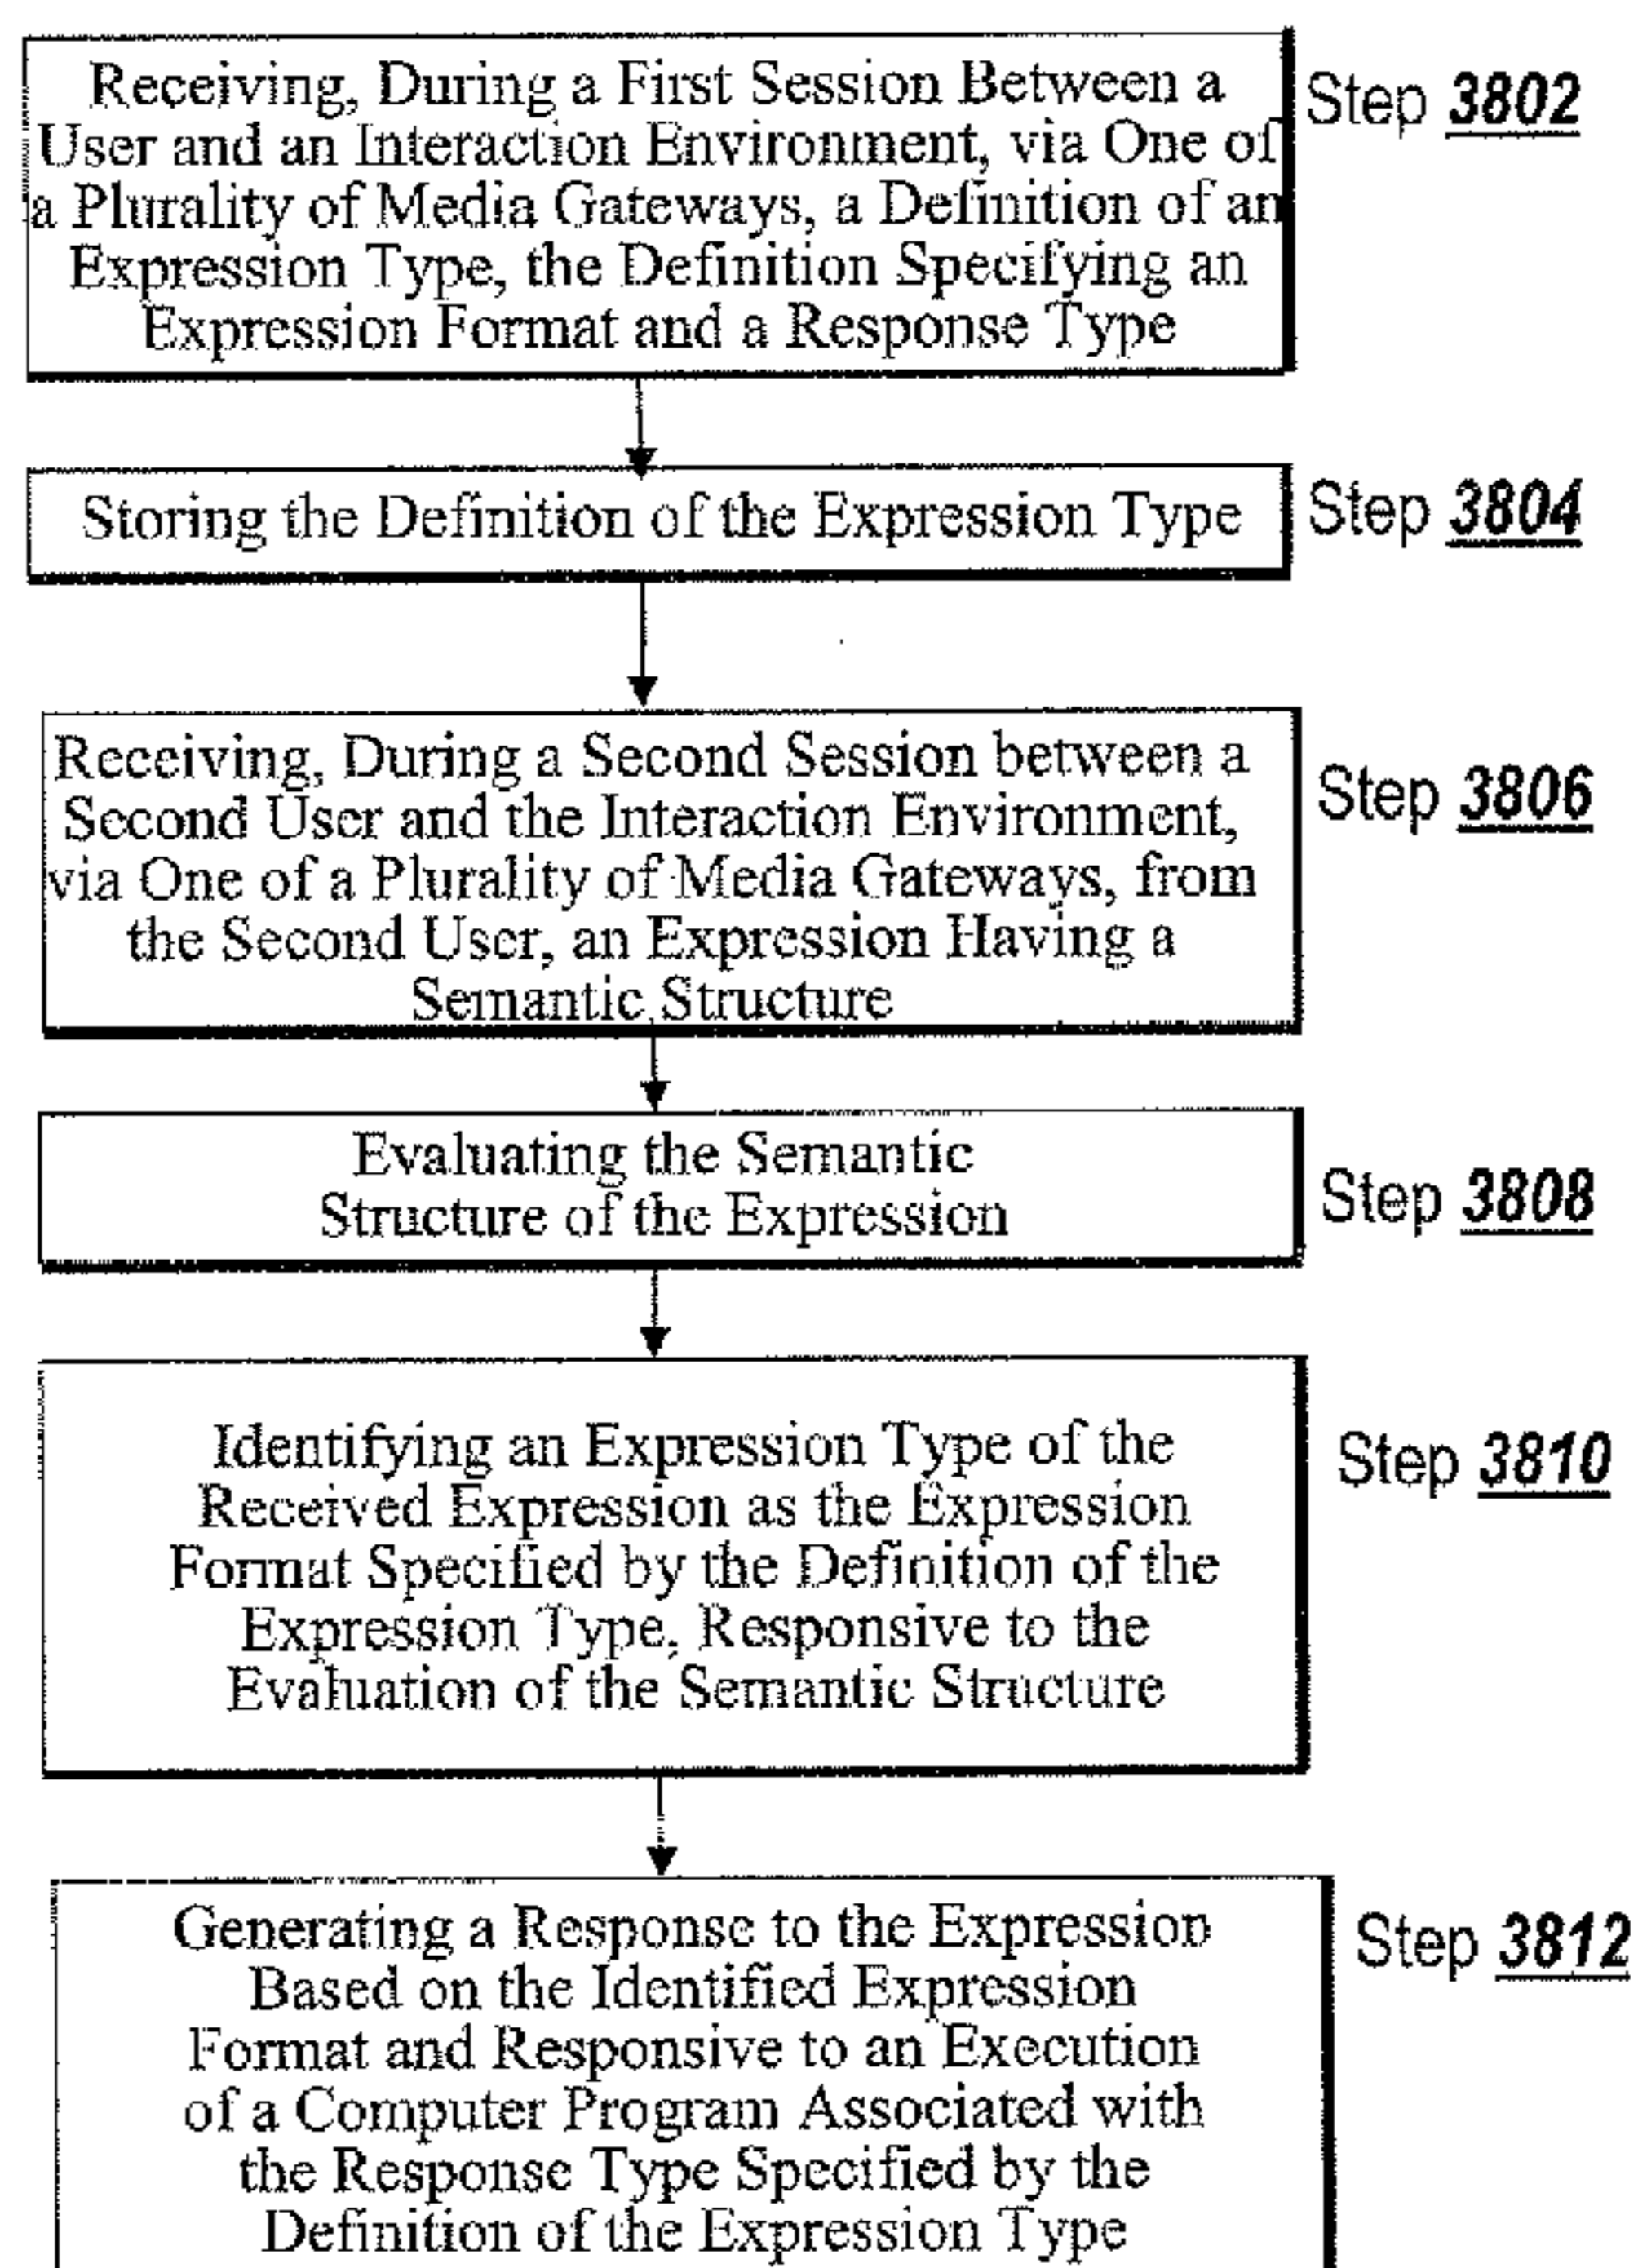 Receiving, During a First Session Between a
User and an Interaction Environment, via One of
a Plurality of Media Gateways, a Definition of an
Expression Type, the Definition Specifying an
Expression Format and a Response Type
Step 3802
Storing the Definition of the Expression Type
Step 3804
Receiving, During a Second Session between a
Second User and the Interaction Environment,
via One of a Plurality of Media Gateways, from
the Second User, an Expression Having a
Semantic Structure
Step 3806
Evaluating the Semantic
Structure of the Expression
Step 3808
Identifying an Expression Type of the
Received Expression as the Expression
Format Specified by the Definition of the
Expression Type, Responsive to the
Evaluation of the Semantic Structure
Step 3810
Generating a Response to the Expression
Based on the Identified Expression
Format and Responsive to an Execution
of a Computer Program Associated with
the Response Type Specified by the
Definition of the Expression Type
Step 3812